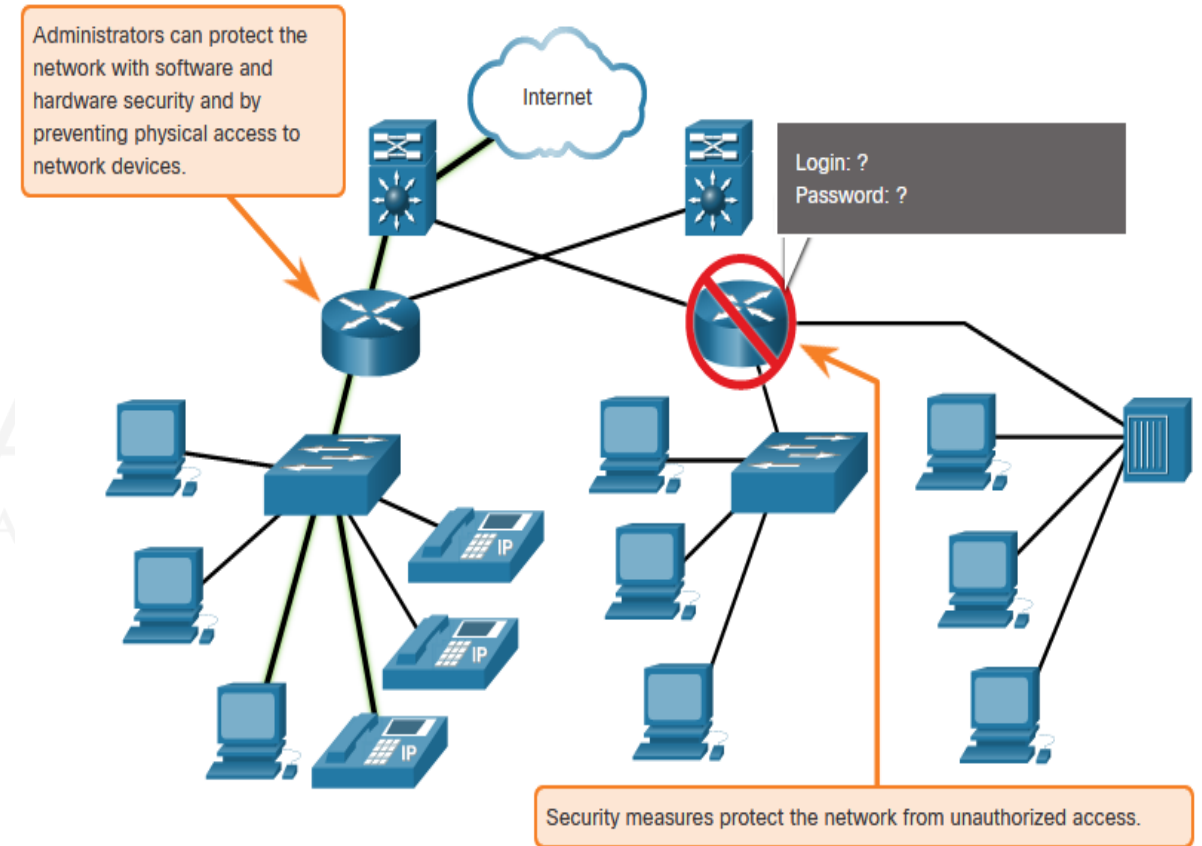 Administrators can protect the
network with software and
hardware security and by
preventing physical access to
network devices.
Internet
Login: ?
Password: ?
IP
IP
IP
Security measures protect the network from unauthorized access.